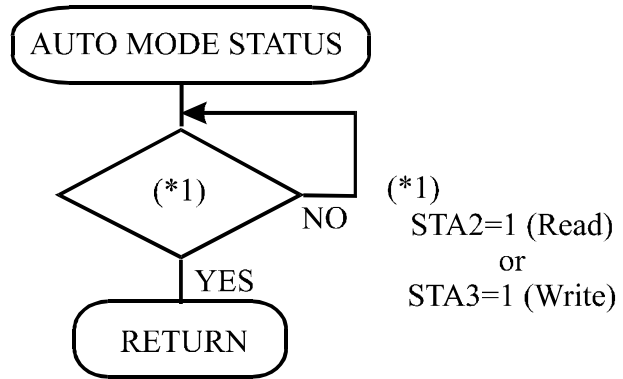 AUTO MODE STATUS
(*1)
NO
YES
RETURN
(*1)
STA2=1 (Read)
or
STA3=1 (Write)